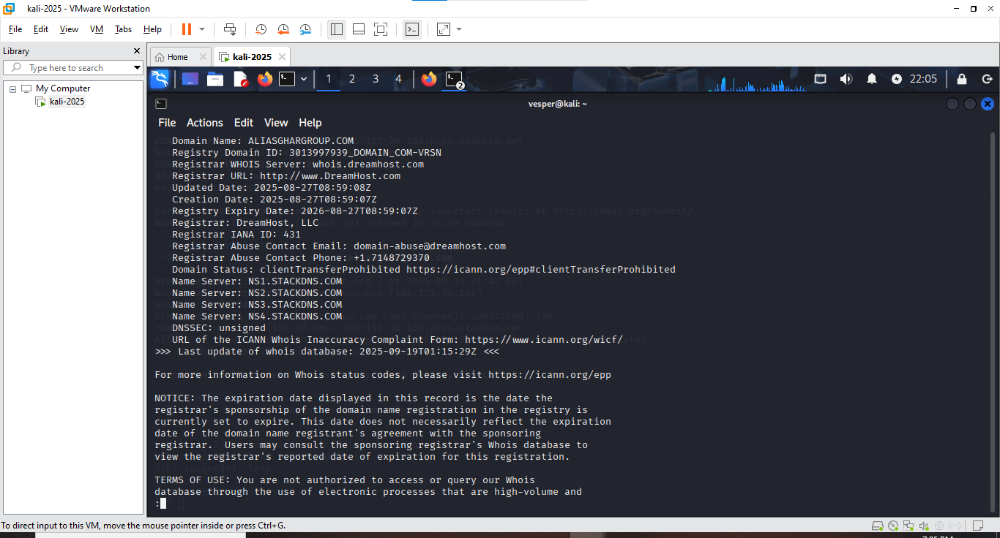 kali-2025 - VMware Workstation
File Edit View VM Tabs Help
Library
Home
kali-2025
Type here to search
My Computer
kali-2025
1 2 3 4
2
22:05
vesper@kali: ~
File Actions Edit View Help
Domain Name: ALIASGHARGROUP.COM
Registry Domain ID: 3013997939_DOMAIN_COM-VRSN
Registrar WHOIS Server: whois.dreamhost.com
Registrar URL: http://www.DreamHost.com
Updated Date: 2025-08-27T08:59:08Z
Creation Date: 2025-08-27T08:59:07Z
Registry Expiry Date: 2026-08-27T08:59:07Z
Registrar: DreamHost, LLC
Registrar IANA ID: 431
Registrar Abuse Contact Email: domain-abuse@dreamhost.com
Registrar Abuse Contact Phone: +1.7148729370
Domain Status: clientTransferProhibited https://icann.org/epp#clientTransferProhibited
Name Server: NS1.STACKDNS.COM
Name Server: NS2.STACKDNS.COM
Name Server: NS3.STACKDNS.COM
Name Server: NS4.STACKDNS.COM
DNSSEC: unsigned
URL of the ICANN Whois Inaccuracy Complaint Form: https://www.icann.org/wicf/
>>> Last update of whois database: 2025-09-19T01:15:29Z <<<
For more information on Whois status codes, please visit https://icann.org/epp
NOTICE: The expiration date displayed in this record is the date the
registrar's sponsorship of the domain name registration in the registry is
currently set to expire. This date does not necessarily reflect the expiration
date of the domain name registrant's agreement with the sponsoring
registrar.  Users may consult the sponsoring registrar's Whois database to
view the registrar's reported date of expiration for this registration.
TERMS OF USE: You are not authorized to access or query our Whois
database through the use of electronic processes that are high-volume and
:
To direct input to this VM, move the mouse pointer inside or press Ctrl+G.